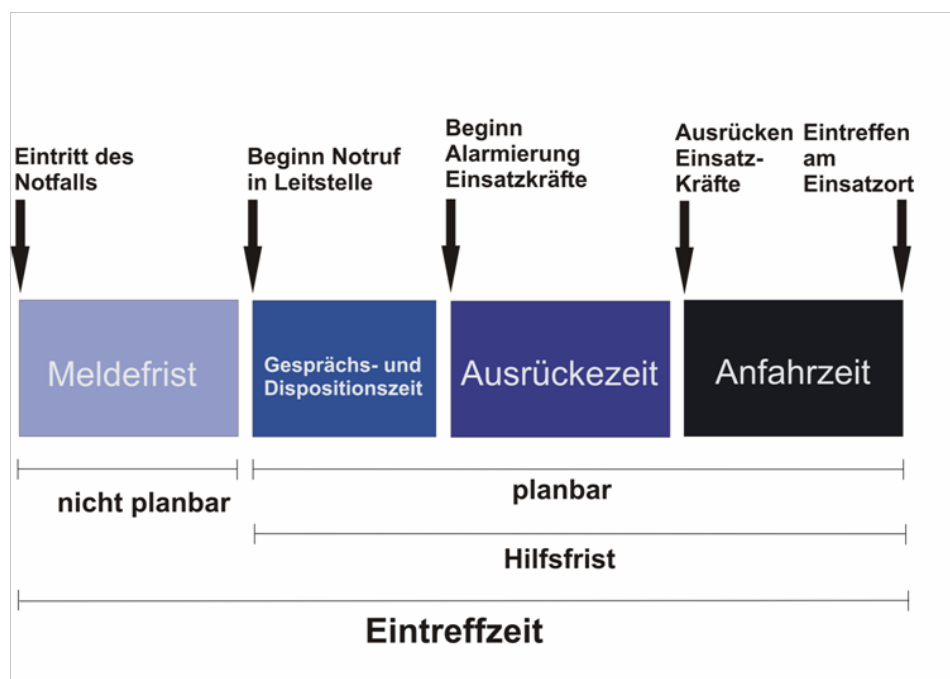 Eintritt des
Notfalls
Beginn Notruf
in Leitstelle
Beginn
Alarmierung
Einsatzkräfte
Ausrücken
Einsatz-
Kräfte
Eintreffen
am
Einsatzort
Meldefrist
Gesprächs- und
Dispositionszeit
Ausrückezeit
Anfahrzeit
nicht planbar
planbar
Hilfsfrist
Eintreffzeit